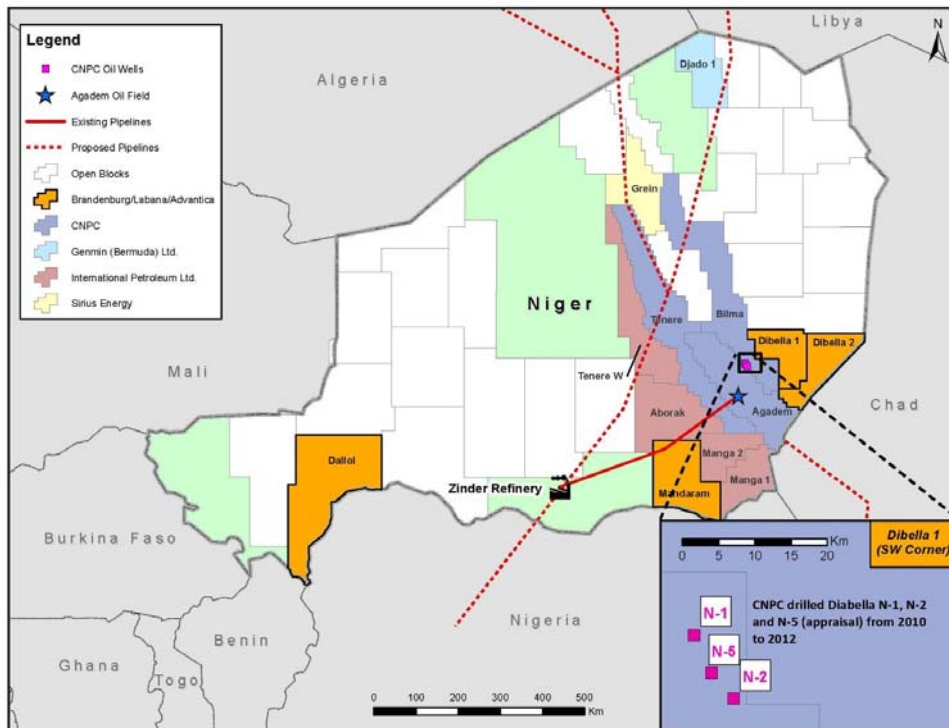 Legend
CNPC Oil Wells
Agadem Oil Field
Existing Pipelines
Proposed Pipelines
Open Blocks
Brandenburg/Labana/Advantica
CNPC
Genmin (Bermuda) Ltd.
International Petroleum Ltd.
Sirius Energy
Libya
N
Algeria
Djado 1
Grein
Niger
Tenere
Bilma
Dibella 1
Dibella 2
Tenere W
Mali
Agadem
Chad
Aborak
Dallol
Manga 2
Zinder Refinery
Mandaram
Manga 1
Burkina Faso
Nigeria
Benin
Ghana
Togo
0 100 200 300 400 500
Km
Km
0 5 10 15 20
Dibella 1
(SW Corner)
CNPC drilled Diabella N-1, N-2
and N-5 (appraisal) from 2010
to 2012
N-1
N-5
N-2